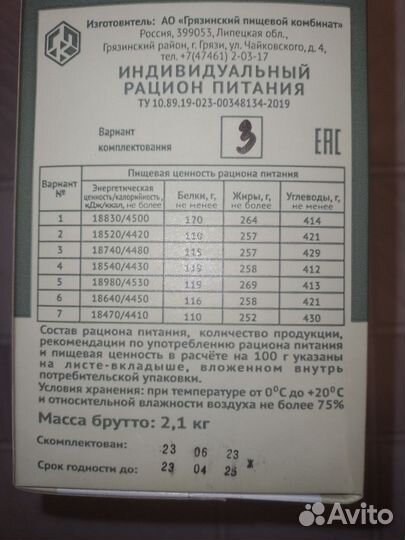 Изготовитель: АО «Грязинский пищевой комбинат»
Россия, 399053, Липецкая обл.,
Грязинский район, г. Грязи, ул. Чайковского, д. 4,
тел. +7(47461) 2-03-17
ИНДИВИДУАЛЬНЫЙ
РАЦИОН ПИТАНИЯ
ТУ 10.89.19-023-00348134-2019
Вариант
комплектования
3
ЕАС
Пищевая ценность рациона питания
Вариант № Энергетическая ценность/калорийность, кДж/ккал, не более Белки, г, не менее Жиры, г, не более Углеводы, г, не менее
1 18830/4500 120 264 414
2 18520/4420 110 257 421
3 18740/4480 115 257 429
4 18540/4430 119 258 412
5 18980/4530 119 269 413
6 18640/4450 116 258 421
7 18470/4410 110 252 430
Состав рациона питания, количество продукции,
рекомендации по употреблению рациона питания
и пищевая ценность в расчёте на 100 г указаны
на листе-вкладыше, вложенном внутрь
потребительской упаковки.
Условия хранения: при температуре от 0°С до +20°С
и относительной влажности воздуха не более 75%
Масса брутто: 2,1 кг
Скомплектован: 23 06 23
Срок годности до: 23 04 25 Ж
Avito